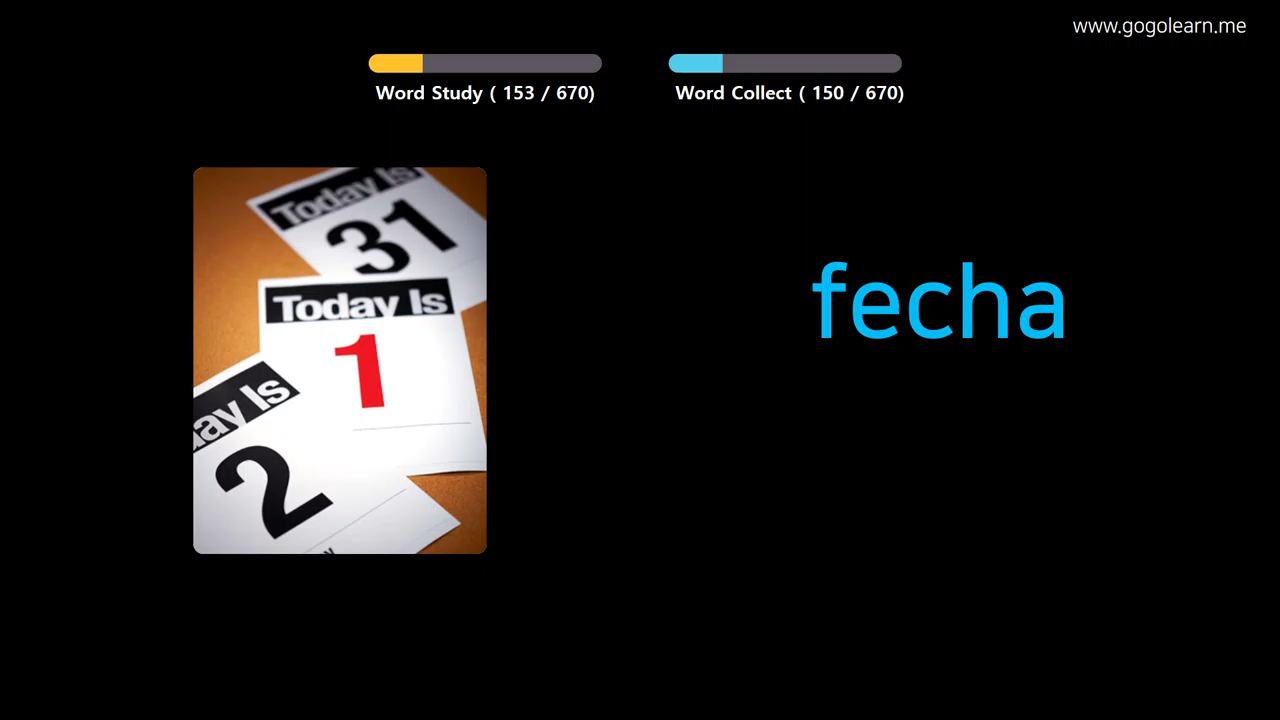 www.gogolearn.me
Word Study ( 153 / 670)
Word Collect ( 150 / 670)
Today Is
31
Today Is
1
fecha
ay Is
2